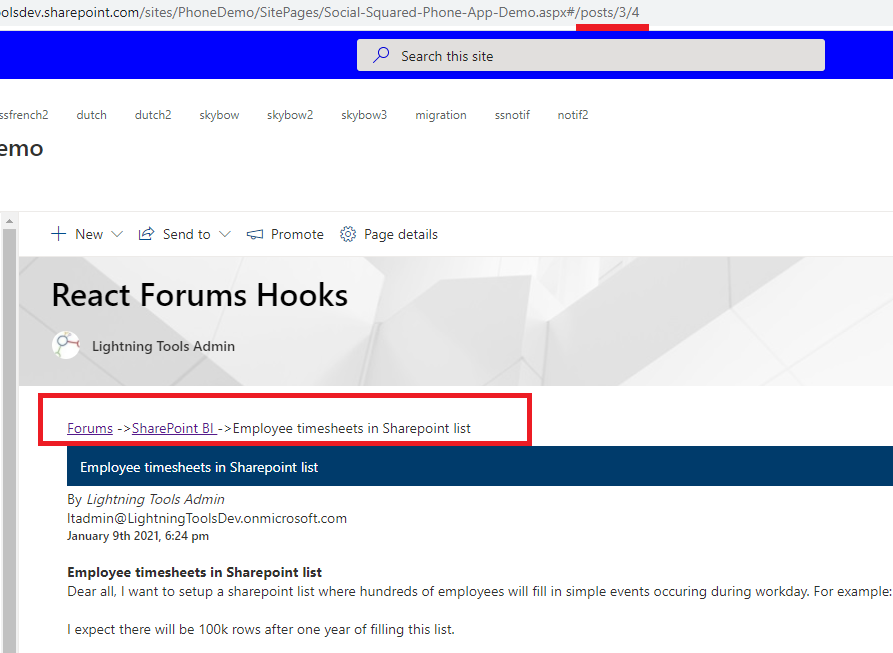 olsdev.sharepoint.com/sites/PhoneDemo/SitePages/Social-Squared-Phone-App-Demo.aspx#/posts/3/4
Search this site
ssfrench2 dutch dutch2 skybow skybow2 skybow3 migration ssnotif notif2
emo
New Send to Promote Page details
React Forums Hooks
Lightning Tools Admin
Forums ->SharePoint BI ->Employee timesheets in Sharepoint list
Employee timesheets in Sharepoint list
By Lightning Tools Admin
ltadmin@LightningToolsDev.onmicrosoft.com
January 9th 2021, 6:24 pm
Employee timesheets in Sharepoint list
Dear all, I want to setup a sharepoint list where hundreds of employees will fill in simple events occuring during workday. For example:
I expect there will be 100k rows after one year of filling this list.